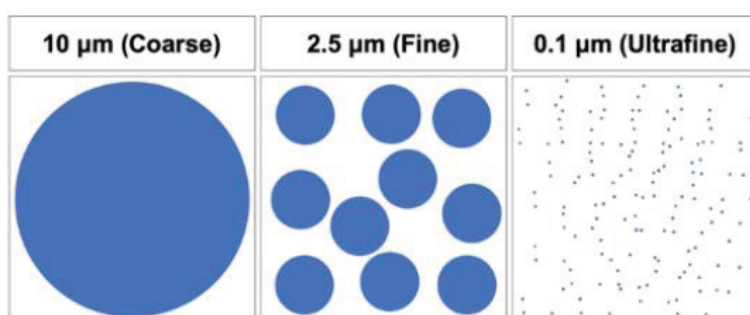 10 µm (Coarse)
2.5 µm (Fine)
0.1 µm (Ultrafine)